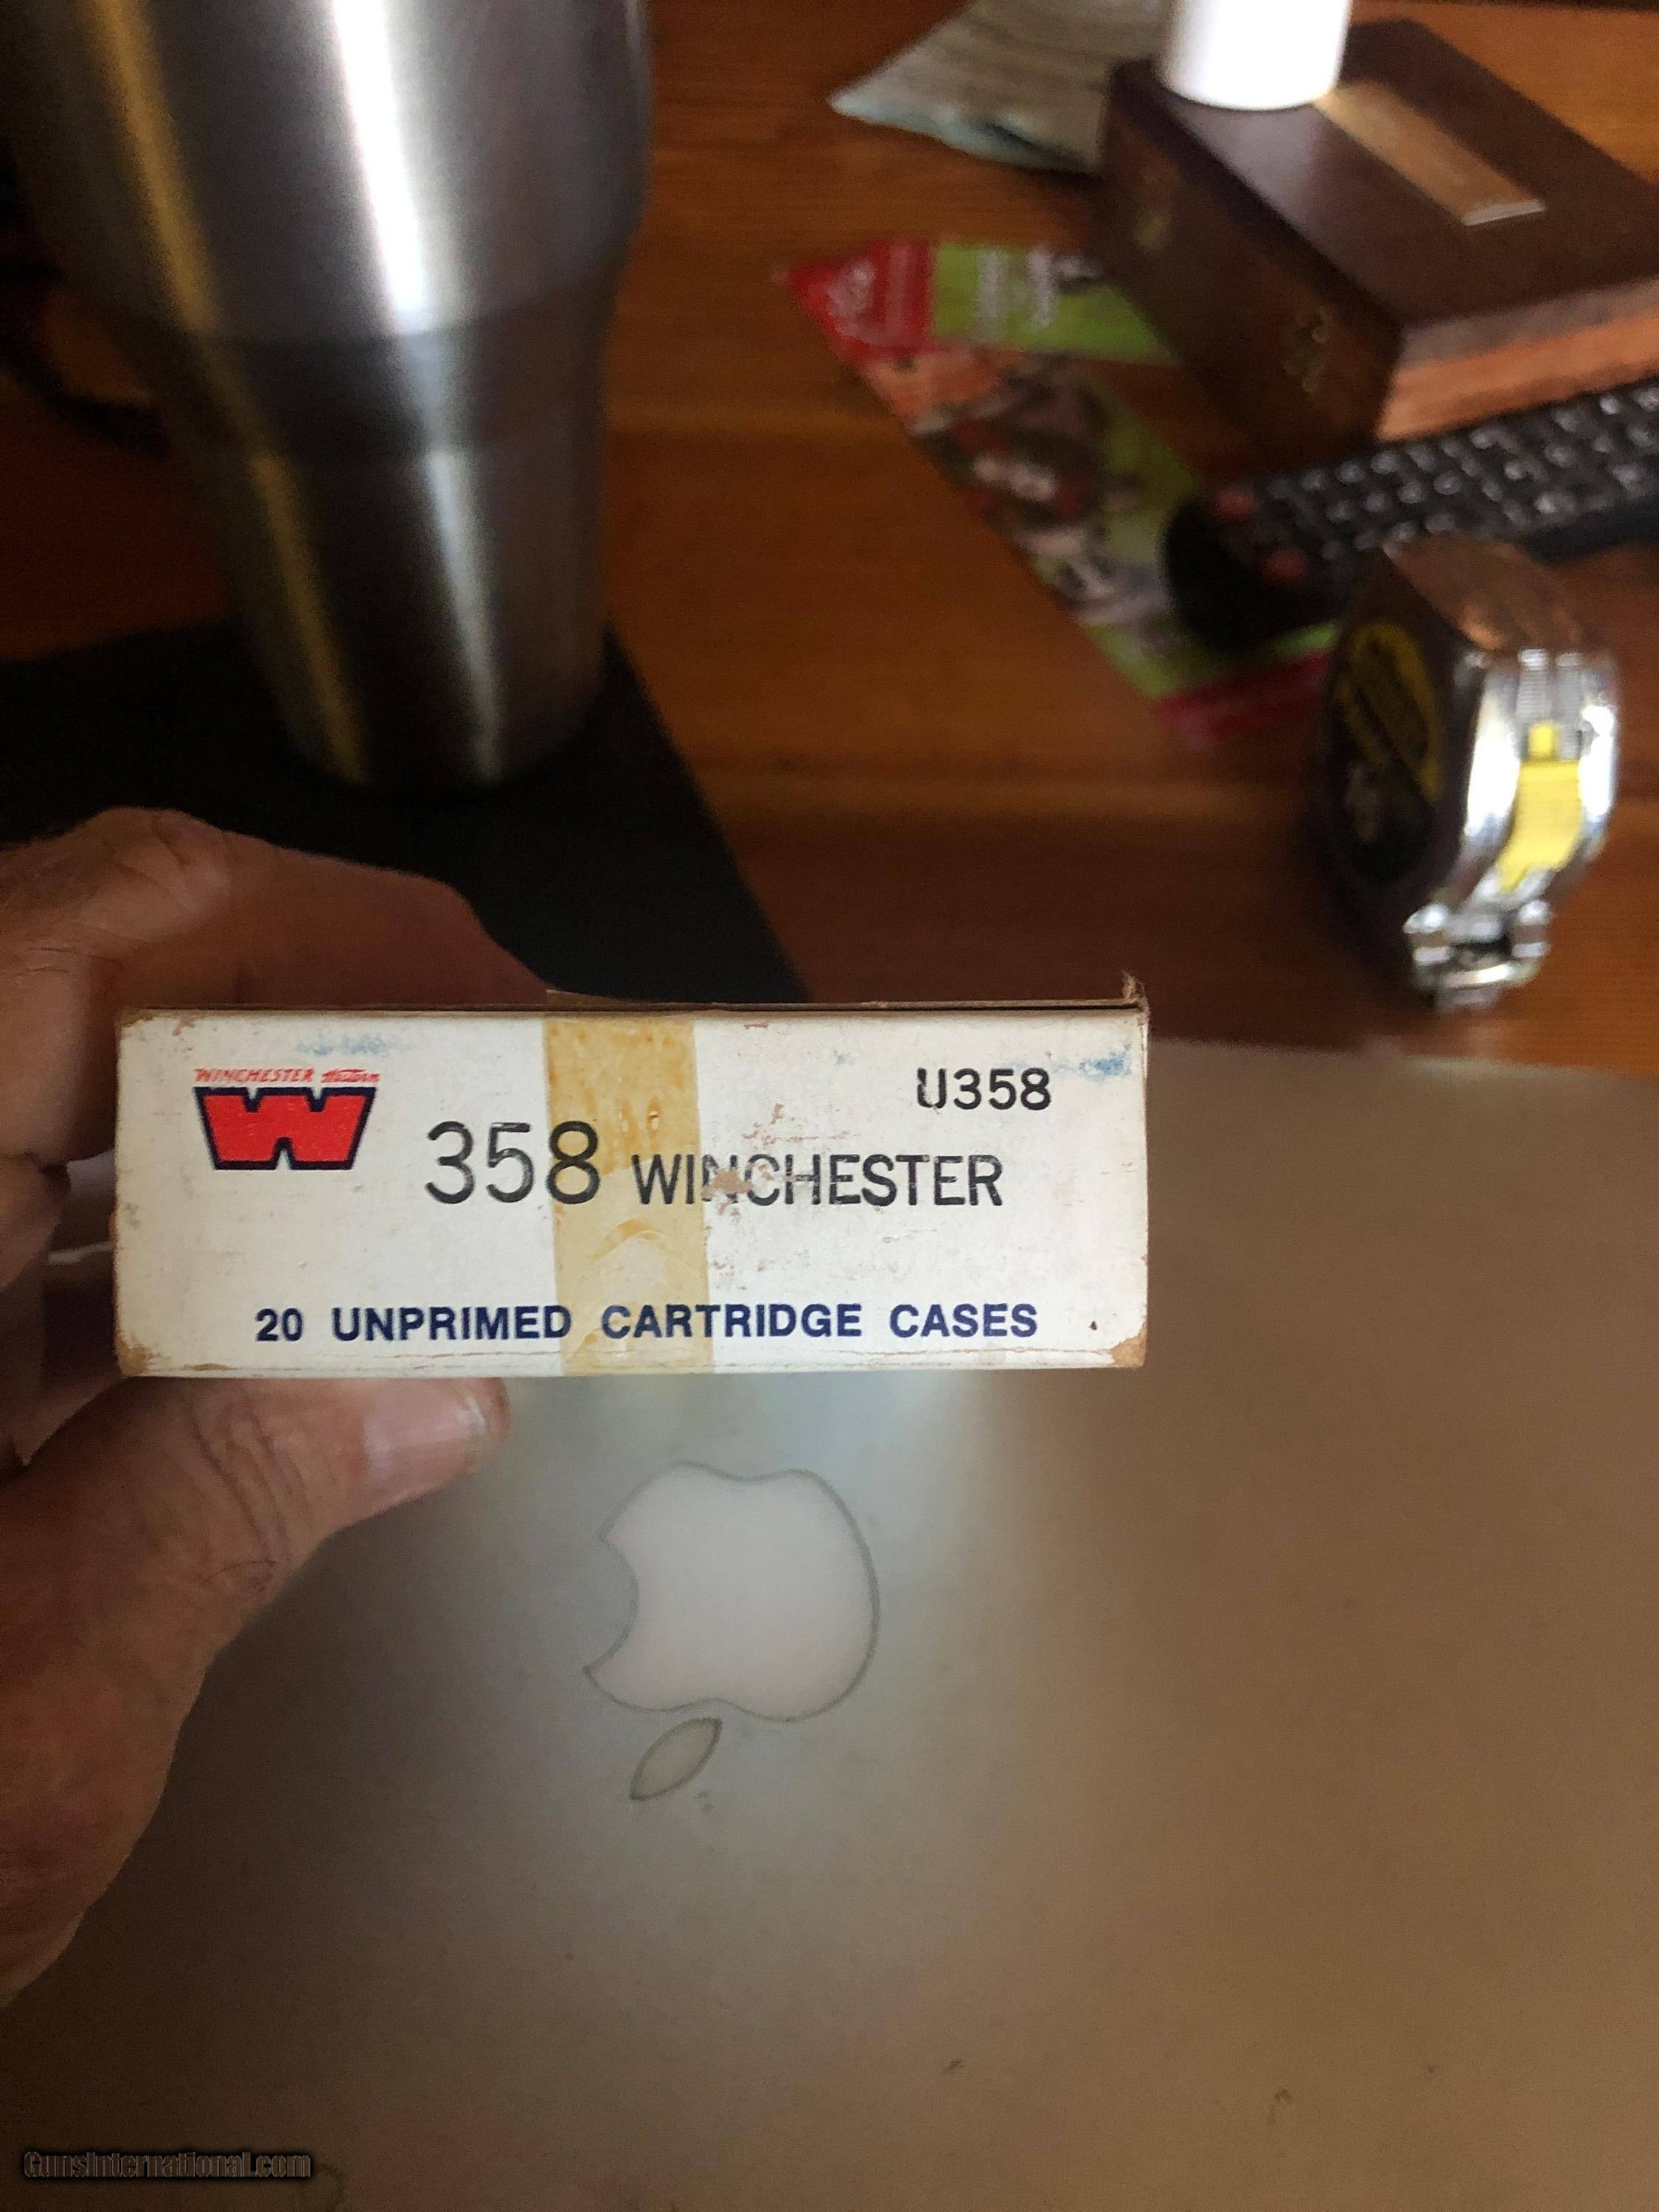 WINCHESTER Western
W
U358
358 WINCHESTER
20 UNPRIMED CARTRIDGE CASES
GunsInternational.com